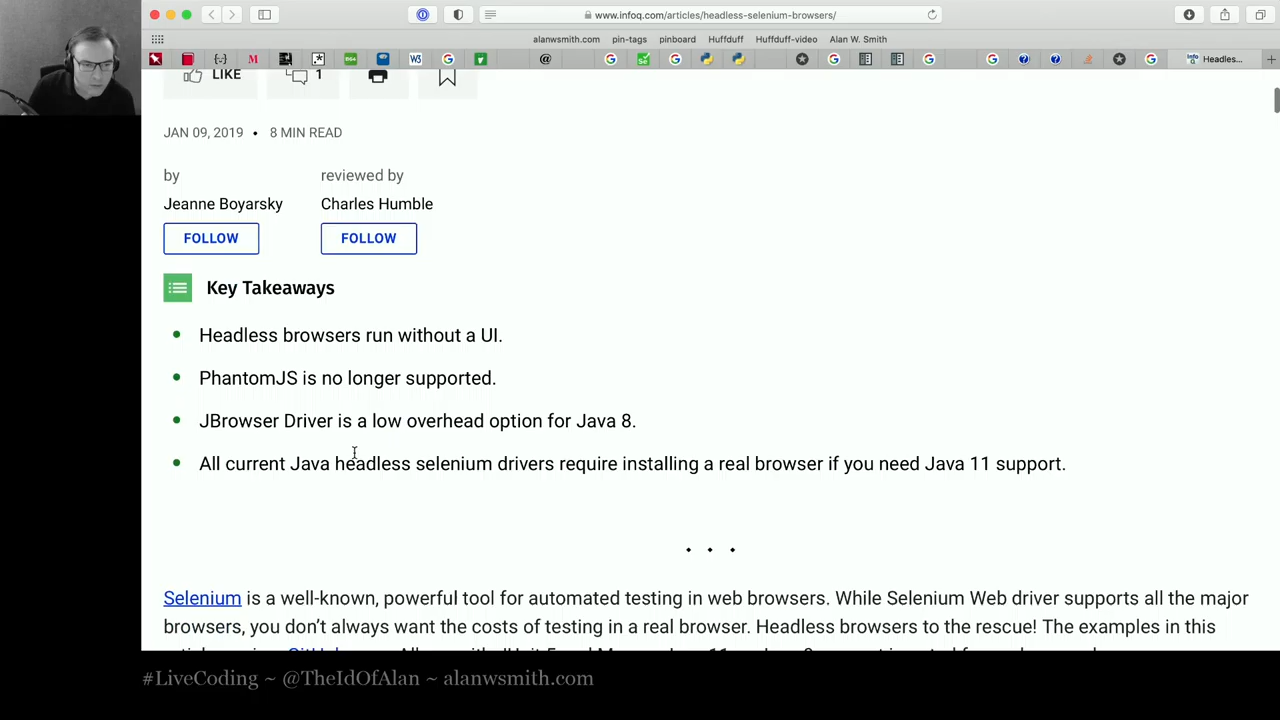 www.infoq.com/articles/headless-selenium-browsers/
alanwsmith.com pin-tags pinboard Huffduff Huffduff-video Alan W. Smith
Headles...
LIKE 1
JAN 09, 2019 • 8 MIN READ
by reviewed by
Jeanne Boyarsky Charles Humble
FOLLOW FOLLOW
Key Takeaways
• Headless browsers run without a UI.
• PhantomJS is no longer supported.
• JBrowser Driver is a low overhead option for Java 8.
• All current Java headless selenium drivers require installing a real browser if you need Java 11 support.
Selenium is a well-known, powerful tool for automated testing in web browsers. While Selenium Web driver supports all the major
browsers, you don’t always want the costs of testing in a real browser. Headless browsers to the rescue! The examples in this
#LiveCoding ~ @TheIdOfAlan ~ alanwsmith.com